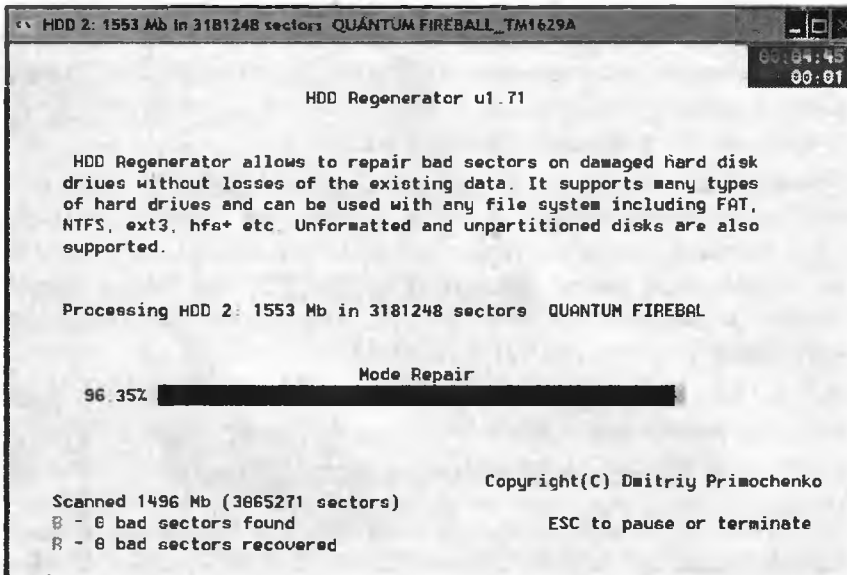 HDD 2: 1553 Mb in 3181248 sectors QUANTUM FIREBALL_TM1629A
00:04:45
00:01
HDD Regenerator v1.71
HDD Regenerator allows to repair bad sectors on damaged hard disk
drives without losses of the existing data. It supports many types
of hard drives and can be used with any file system including FAT,
NTFS, ext3, hfs+ etc. Unformatted and unpartitioned disks are also
supported.
Processing HDD 2: 1553 Mb in 3181248 sectors QUANTUM FIREBAL
Mode Repair
96.35%
Copyright(C) Dmitriy Primochenko
Scanned 1496 Mb (3065271 sectors)
B - 0 bad sectors found
ESC to pause or terminate
R - 0 bad sectors recovered